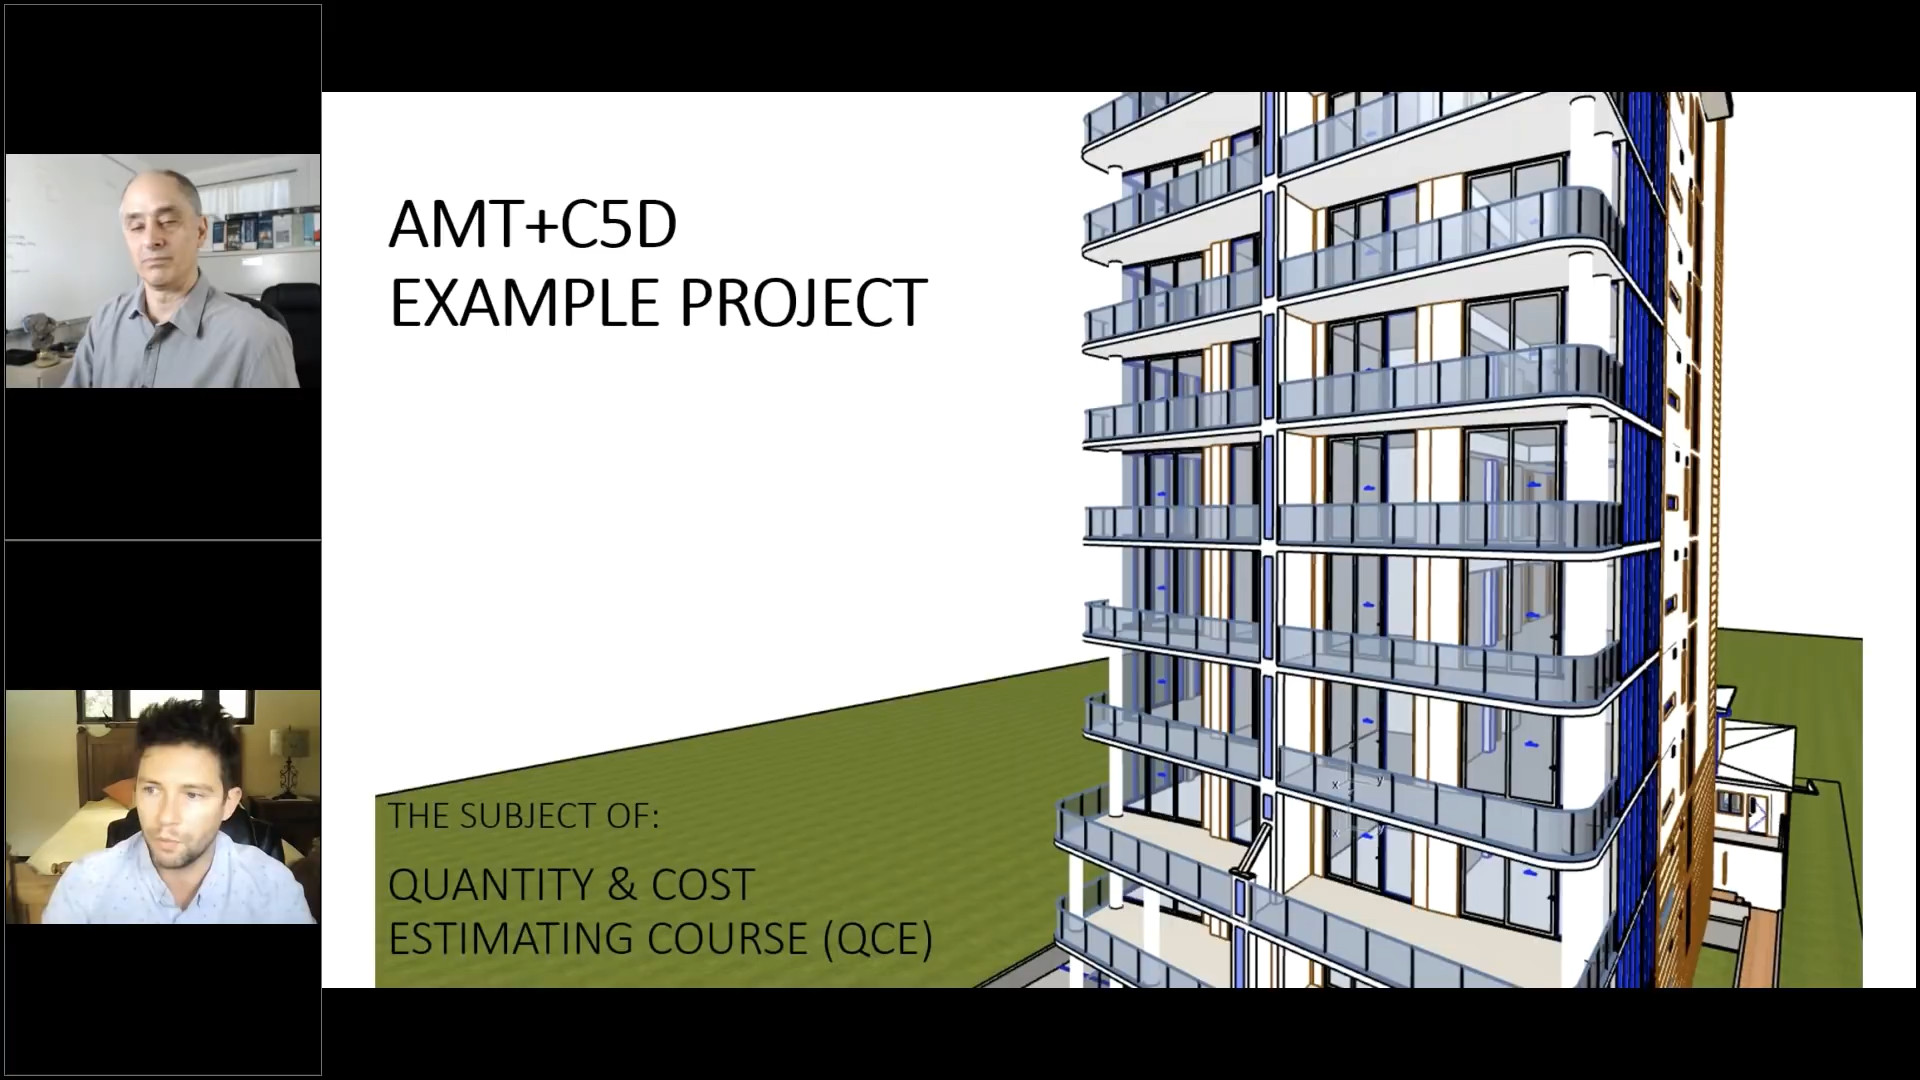 AMT+C5D
EXAMPLE PROJECT
THE SUBJECT OF:
QUANTITY & COST
ESTIMATING COURSE (QCE)
x y
x y